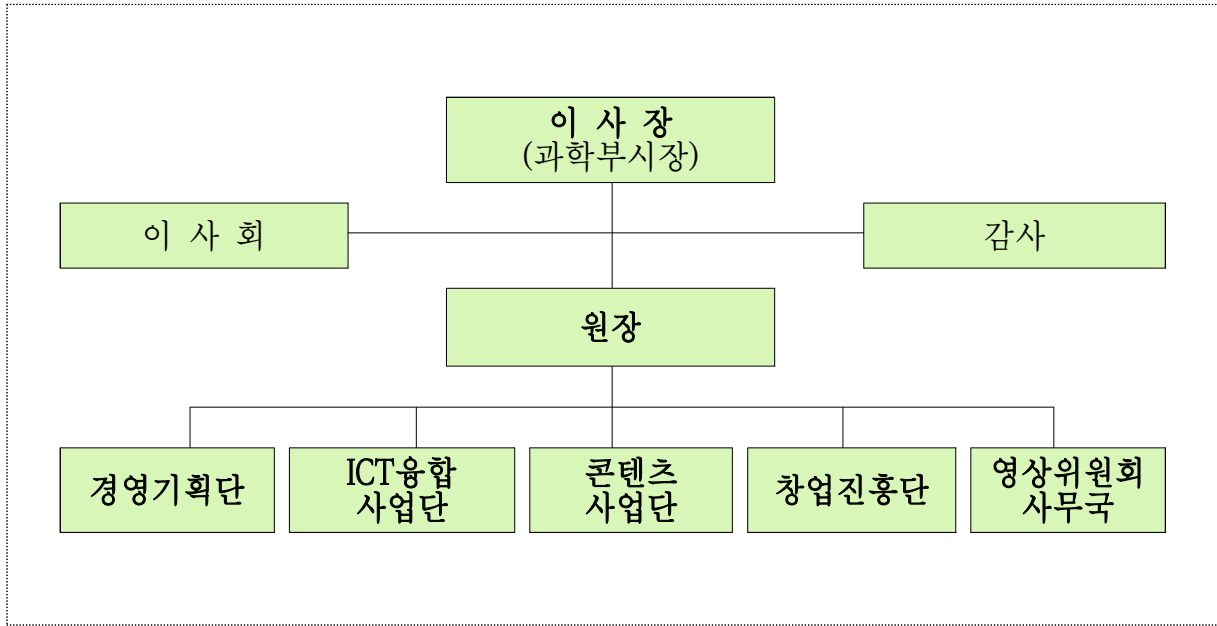 이 사 장
(과학부시장)
이 사 회
감사
원장
경영기획단
ICT융합
사업단
콘텐츠
사업단
창업진흥단
영상위원회
사무국